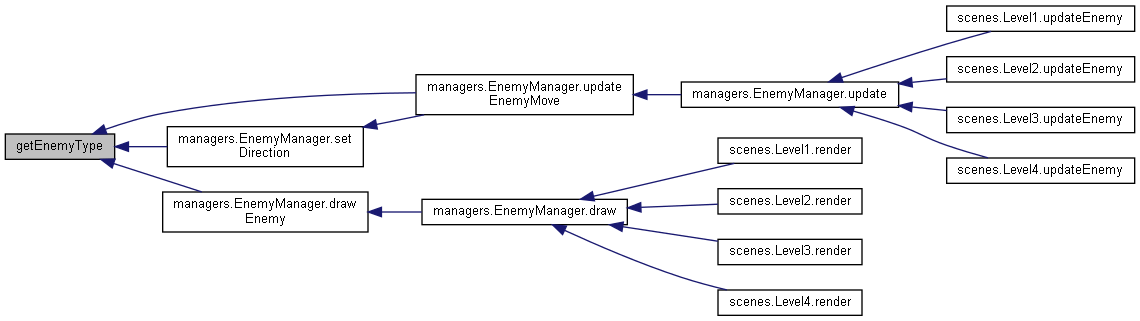 getEnemyType
managers.EnemyManager.update
EnemyMove
managers.EnemyManager.set
Direction
managers.EnemyManager.draw
Enemy
managers.EnemyManager.update
scenes.Level1.updateEnemy
scenes.Level2.updateEnemy
scenes.Level3.updateEnemy
scenes.Level4.updateEnemy
managers.EnemyManager.draw
scenes.Level1.render
scenes.Level2.render
scenes.Level3.render
scenes.Level4.render